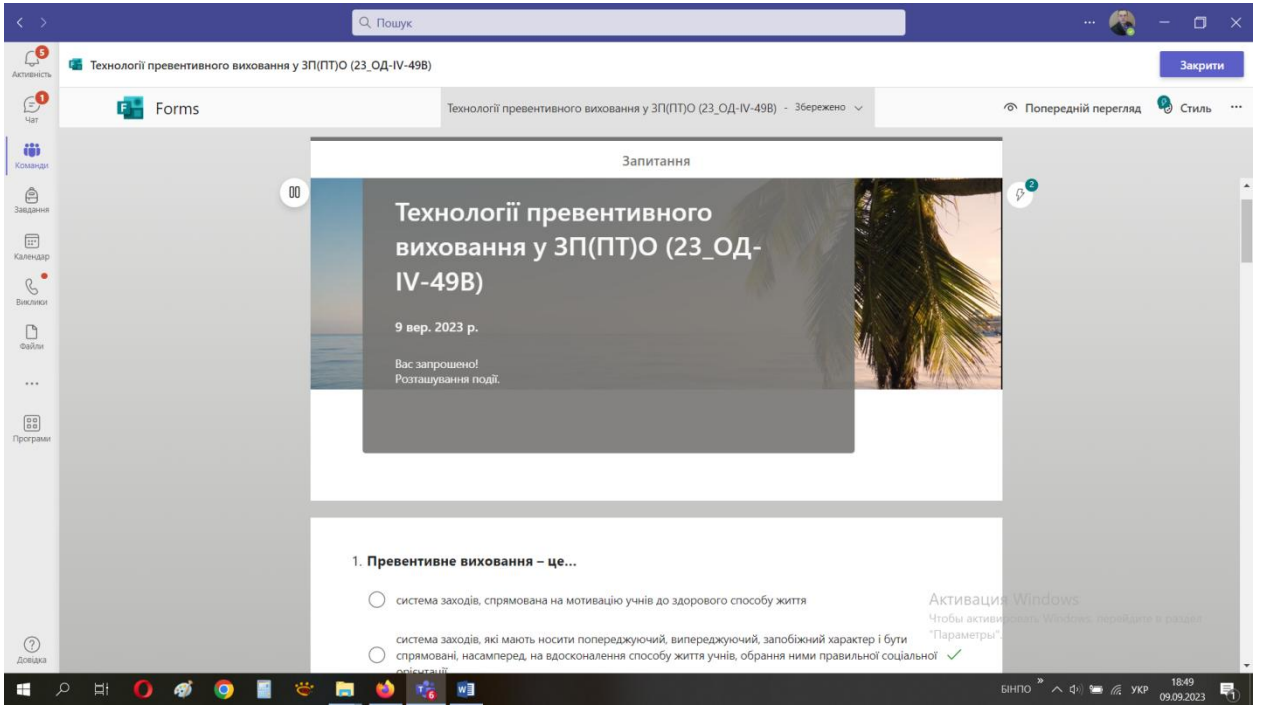 Пошук
5
Активність
Технології превентивного виховання у ЗП(ПТ)О (23_ОД-IV-49В)
Закрити
1
Чат
Forms
Технології превентивного виховання у ЗП(ПТ)О (23_ОД-IV-49В) - Збережено
Попередній перегляд
Стиль
Команди
Запитання
Завдання
2
Технології превентивного
виховання у ЗП(ПТ)О (23_ОД-
IV-49В)
Календар
Виклики
9 вер. 2023 р.
Файли
Вас запрошено!
Розташування події.
Програми
1. Превентивне виховання – це...
система заходів, спрямована на мотивацію учнів до здорового способу життя
Активация Windows
Чтобы активировать Windows, перейдите в раздел
"Параметры".
система заходів, які мають носити попереджуючий, випереджуючий, запобіжний характер і бути
спрямовані, насамперед, на вдосконалення способу життя учнів, обрання ними правильної соціальної
орієнтації
Довідка
БІНПО
УКР
18:49
09.09.2023